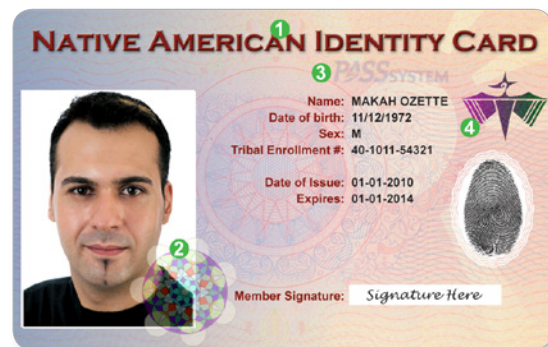 1
NATIVE AMERICAN IDENTITY CARD
3 PASSSYSTEM
Name: MAKAH OZETTE
Date of birth: 11/12/1972
4
Sex: M
Tribal Enrollment #: 40-1011-54321
Date of Issue: 01-01-2010
Expires: 01-01-2014
2
Member Signature: Signature Here